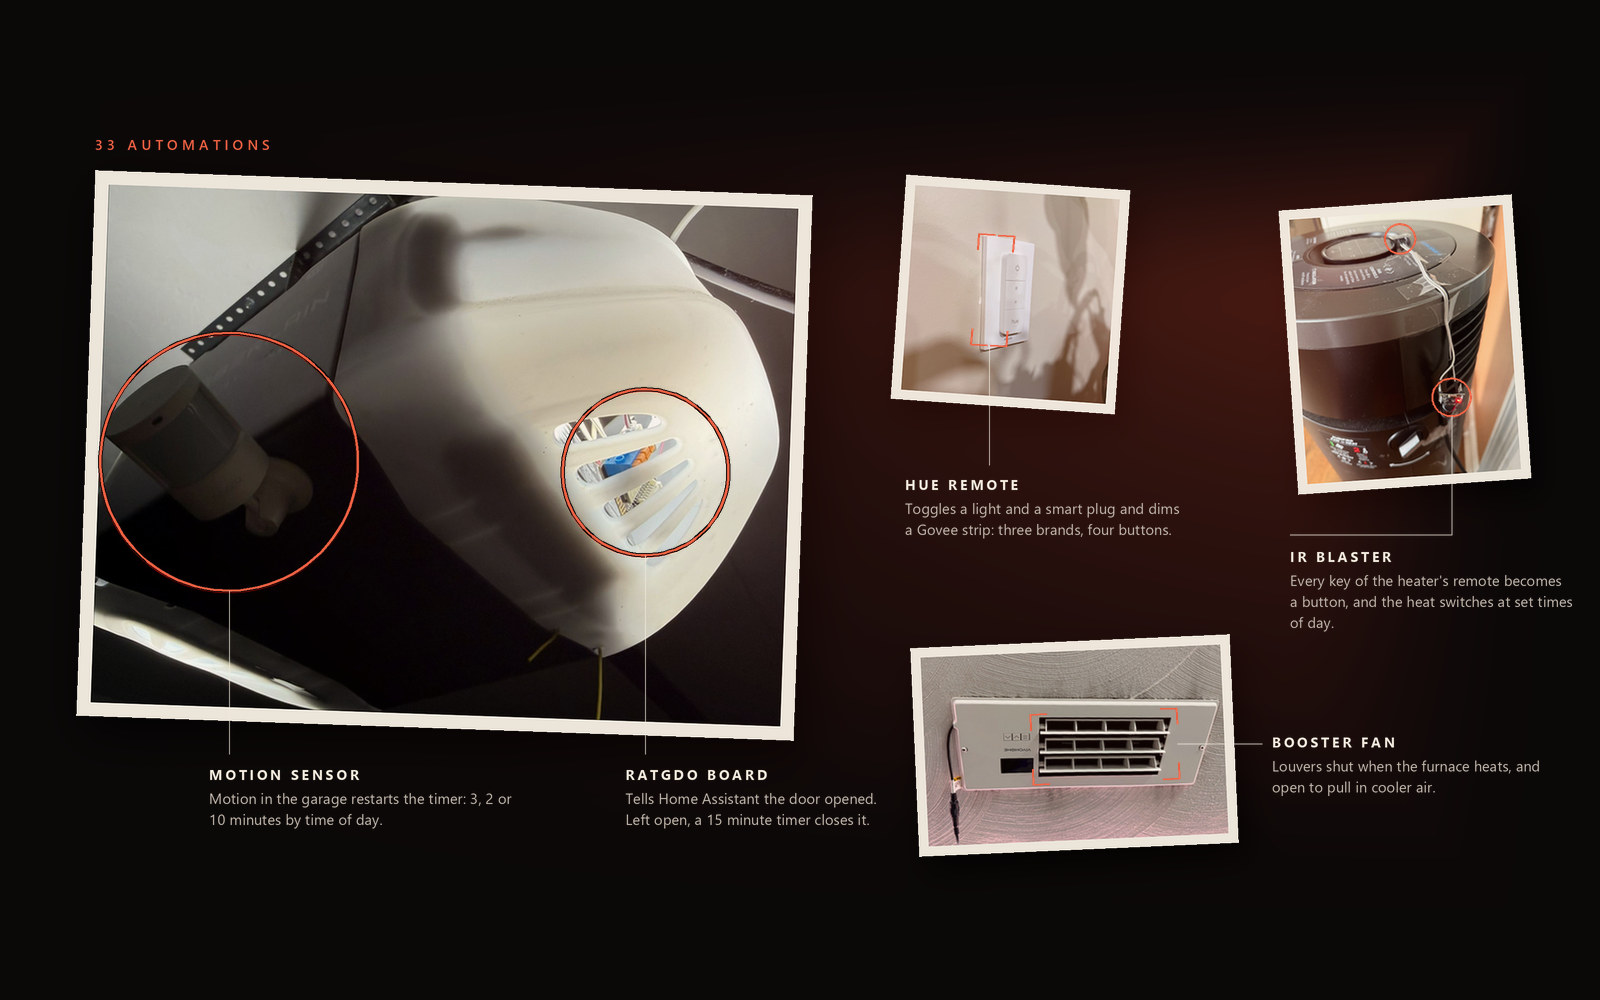 33 AUTOMATIONS
MOTION SENSOR
Motion in the garage restarts the timer: 3, 2 or
10 minutes by time of day.
RATGDO BOARD
Tells Home Assistant the door opened.
Left open, a 15 minute timer closes it.
HUE REMOTE
Toggles a light and a smart plug and dims
a Govee strip: three brands, four buttons.
IR BLASTER
Every key of the heater's remote becomes
a button, and the heat switches at set times
of day.
BOOSTER FAN
Louvers shut when the furnace heats, and
open to pull in cooler air.